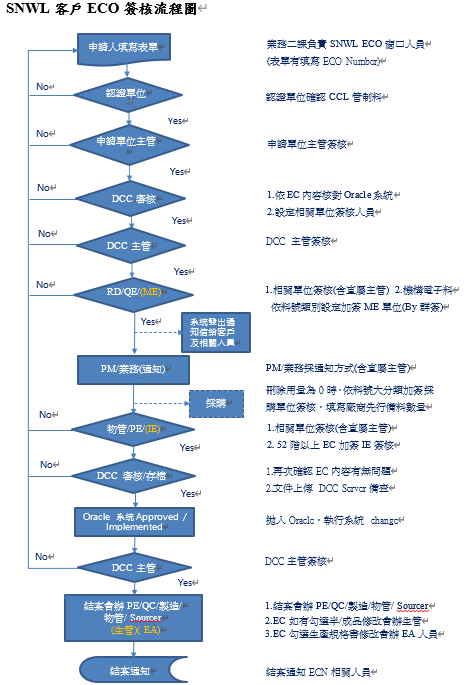 SNWL 客戶 ECO 簽核流程圖
申請人填寫表單
業務二課負責 SNWL ECO 窗口人員
(表單有填寫 ECO Number)
No
認證單位
認證單位確認 CCL 管制料
Yes
No
申請單位主管
申請單位主管簽核
Yes
No
DCC 審核
1.依 EC 內容核對 Oracle 系統
2.設定相關單位簽核人員
Yes
No
DCC 主管
DCC 主管簽核
Yes
No
RD/QE/(ME)
1.相關單位簽核(含直屬主管) 2.機構電子料
依料號類別設定加簽 ME 單位(By 群簽)
Yes
系統發出通
知信給客戶
及相關人員
PM/業務(通知)
PM/業務採通知方式(含直屬主管)
採購
刪除用量為 0 時，依料號大分類加簽採
購單位簽核，填寫廠商先行備料數量
No
物管/PE/(IE)
1.相關單位簽核(含直屬主管)
2. 52 階以上 EC 加簽 IE 簽核
Yes
No
DCC 審核/存檔
1.再次確認 EC 內容有無問題
2.文件上傳 DCC Server 備查
Yes
Oracle 系統 Approved /
Implemented
拋入 Oracle，執行系統 change
No
DCC 主管
DCC 主管簽核
Yes
結案會辦 PE/QC/製造/
物管/ Sourcer
(生管)( EA)
1.結案會辦 PE/QC/製造/物管/ Sourcer
2.EC 如有勾選半/成品修改會辦生管
3.EC 勾選生產規格書修改會辦 EA 人員
結案通知
結案通知 ECN 相關人員